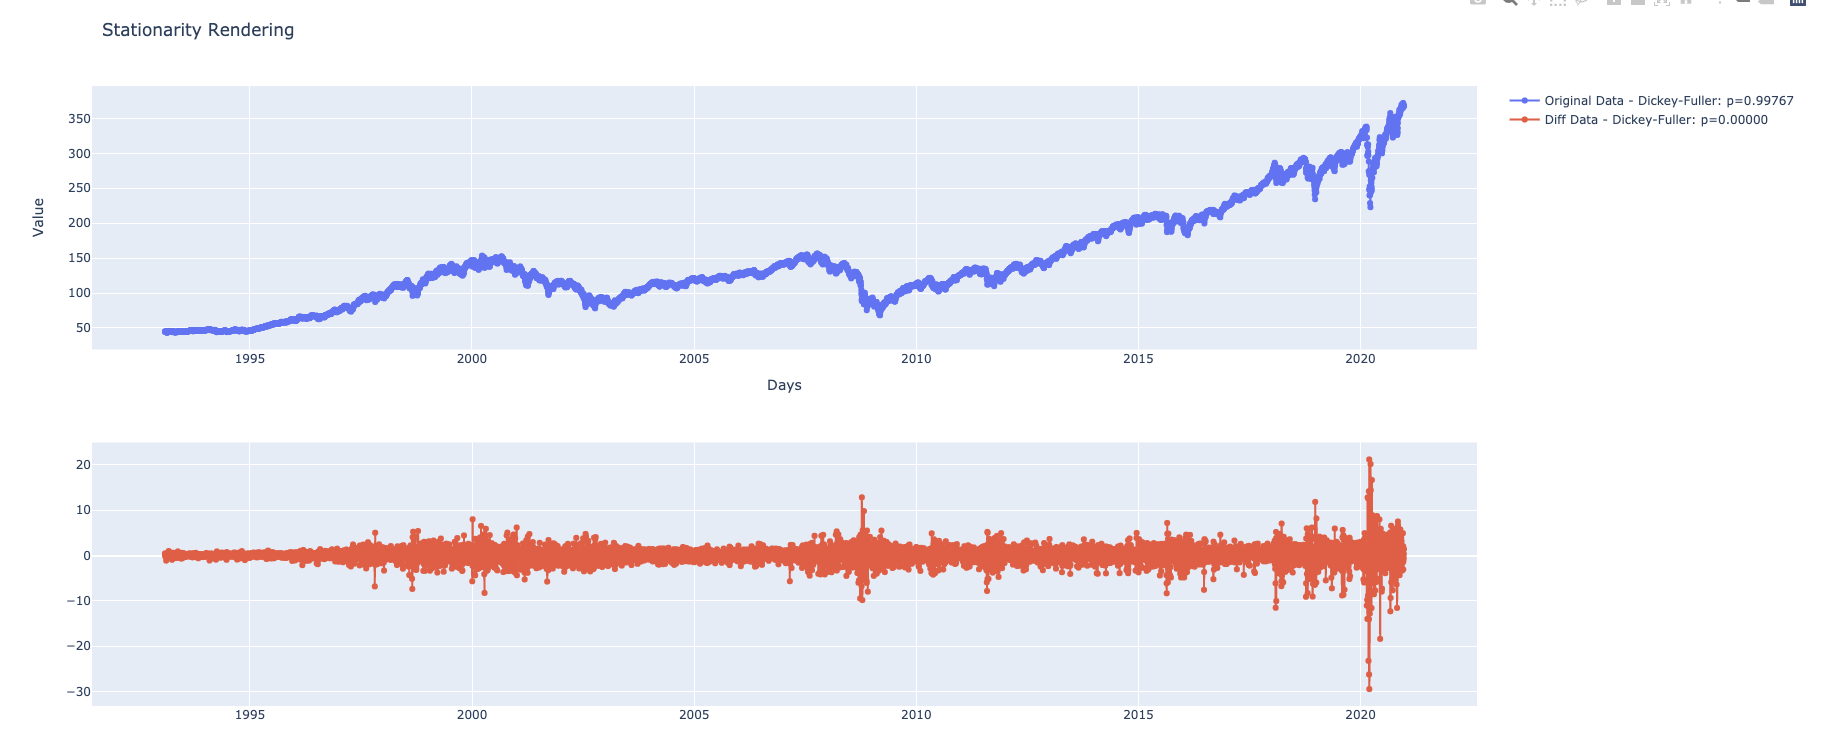 Stationarity Rendering
Original Data - Dickey-Fuller: p=0.99767
Diff Data - Dickey-Fuller: p=0.00000
Value
350
300
250
200
150
100
50
1995 2000 2005 2010 2015 2020
Days
20
10
0
−10
−20
−30
1995 2000 2005 2010 2015 2020